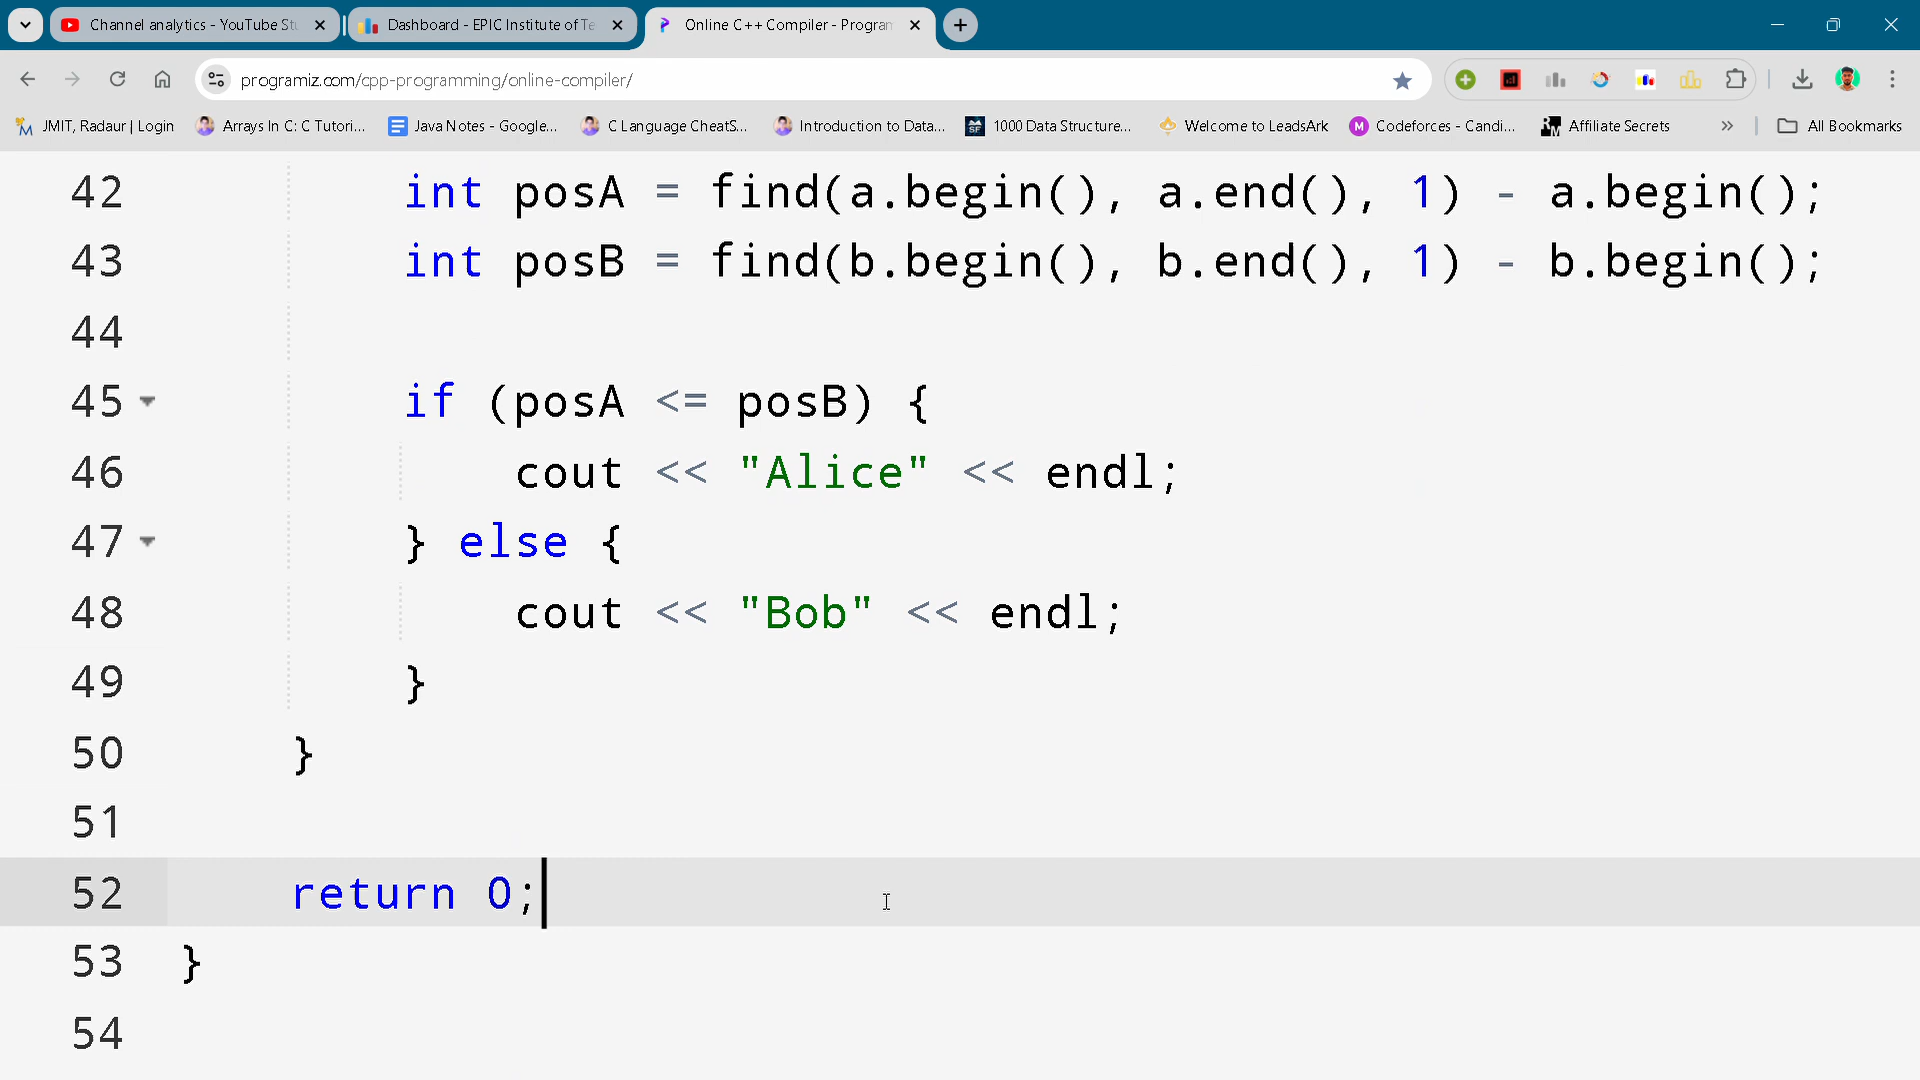 Channel analytics - YouTube Stu
Dashboard - EPIC Institute of Te
Online C++ Compiler - Program
programiz.com/cpp-programming/online-compiler/
JMIT, Radaur | Login
Arrays In C: C Tutori...
Java Notes - Google...
C Language CheatS...
Introduction to Data...
1000 Data Structure...
Welcome to LeadsArk
Codeforces - Candi...
Affiliate Secrets
All Bookmarks
42 int posA = find(a.begin(), a.end(), 1) - a.begin();
43 int posB = find(b.begin(), b.end(), 1) - b.begin();
44
45 if (posA <= posB) {
46 cout << "Alice" << endl;
47 } else {
48 cout << "Bob" << endl;
49 }
50 }
51
52 return 0;
53 }
54